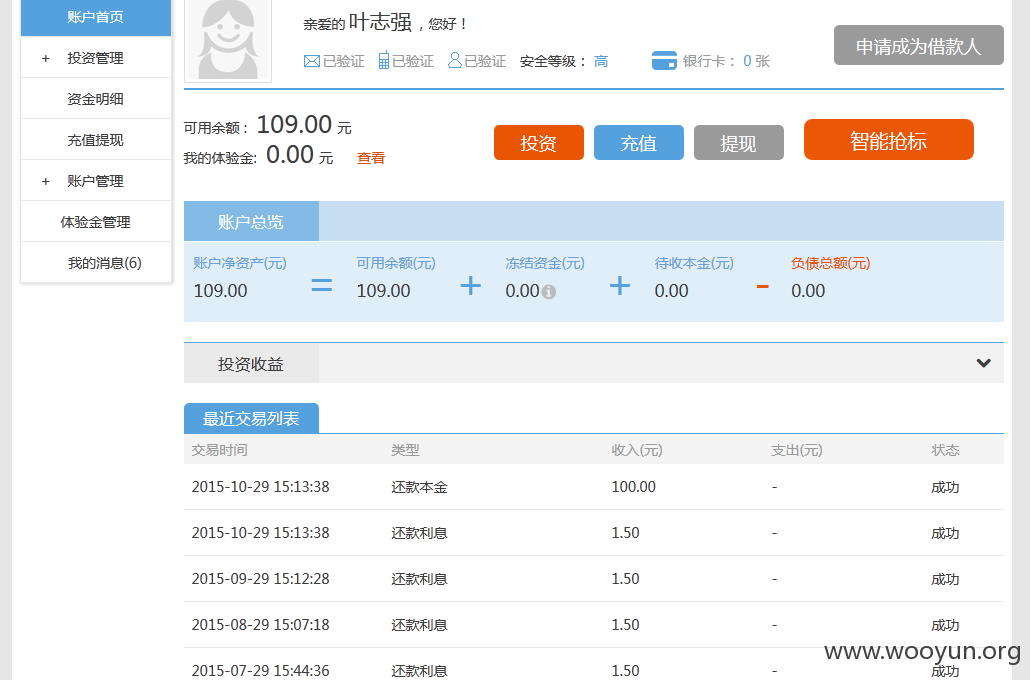 账户首页
+ 投资管理
资金明细
充值提现
+ 账户管理
体验金管理
我的消息(6)
亲爱的 叶志强 ，您好！
已验证 已验证 已验证 安全等级： 高 银行卡： 0 张
申请成为借款人
可用余额： 109.00 元
我的体验金: 0.00 元 查看
投资 充值 提现 智能抢标
账户总览
账户净资产(元) 可用余额(元) 冻结资金(元) 待收本金(元) 负债总额(元)
109.00 = 109.00 + 0.00 + 0.00 - 0.00
投资收益
最近交易列表
交易时间 类型 收入(元) 支出(元) 状态
2015-10-29 15:13:38 还款本金 100.00 - 成功
2015-10-29 15:13:38 还款利息 1.50 - 成功
2015-09-29 15:12:28 还款利息 1.50 - 成功
2015-08-29 15:07:18 还款利息 1.50 - 成功
2015-07-29 15:44:36 还款利息 1.50 - 成功
www.wooyun.org